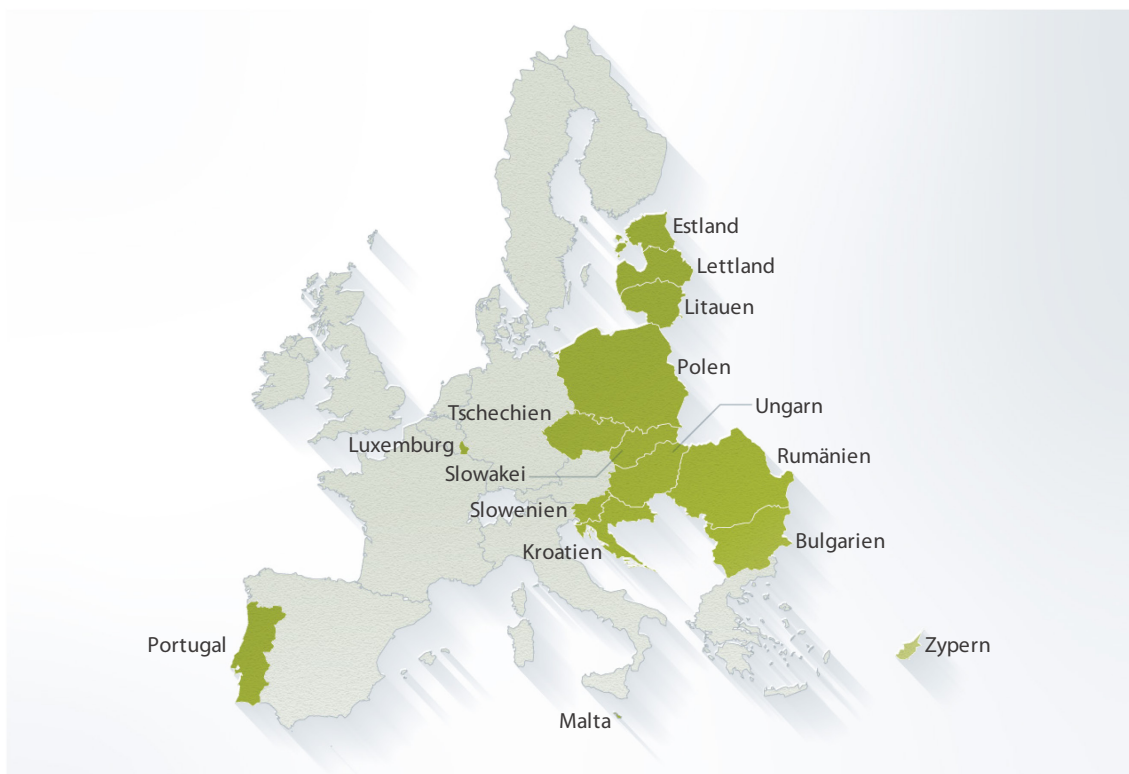 Estland
Lettland
Litauen
Polen
Ungarn
Tschechien
Luxemburg
Rumänien
Slowakei
Slowenien
Bulgarien
Kroatien
Portugal
Zypern
Malta